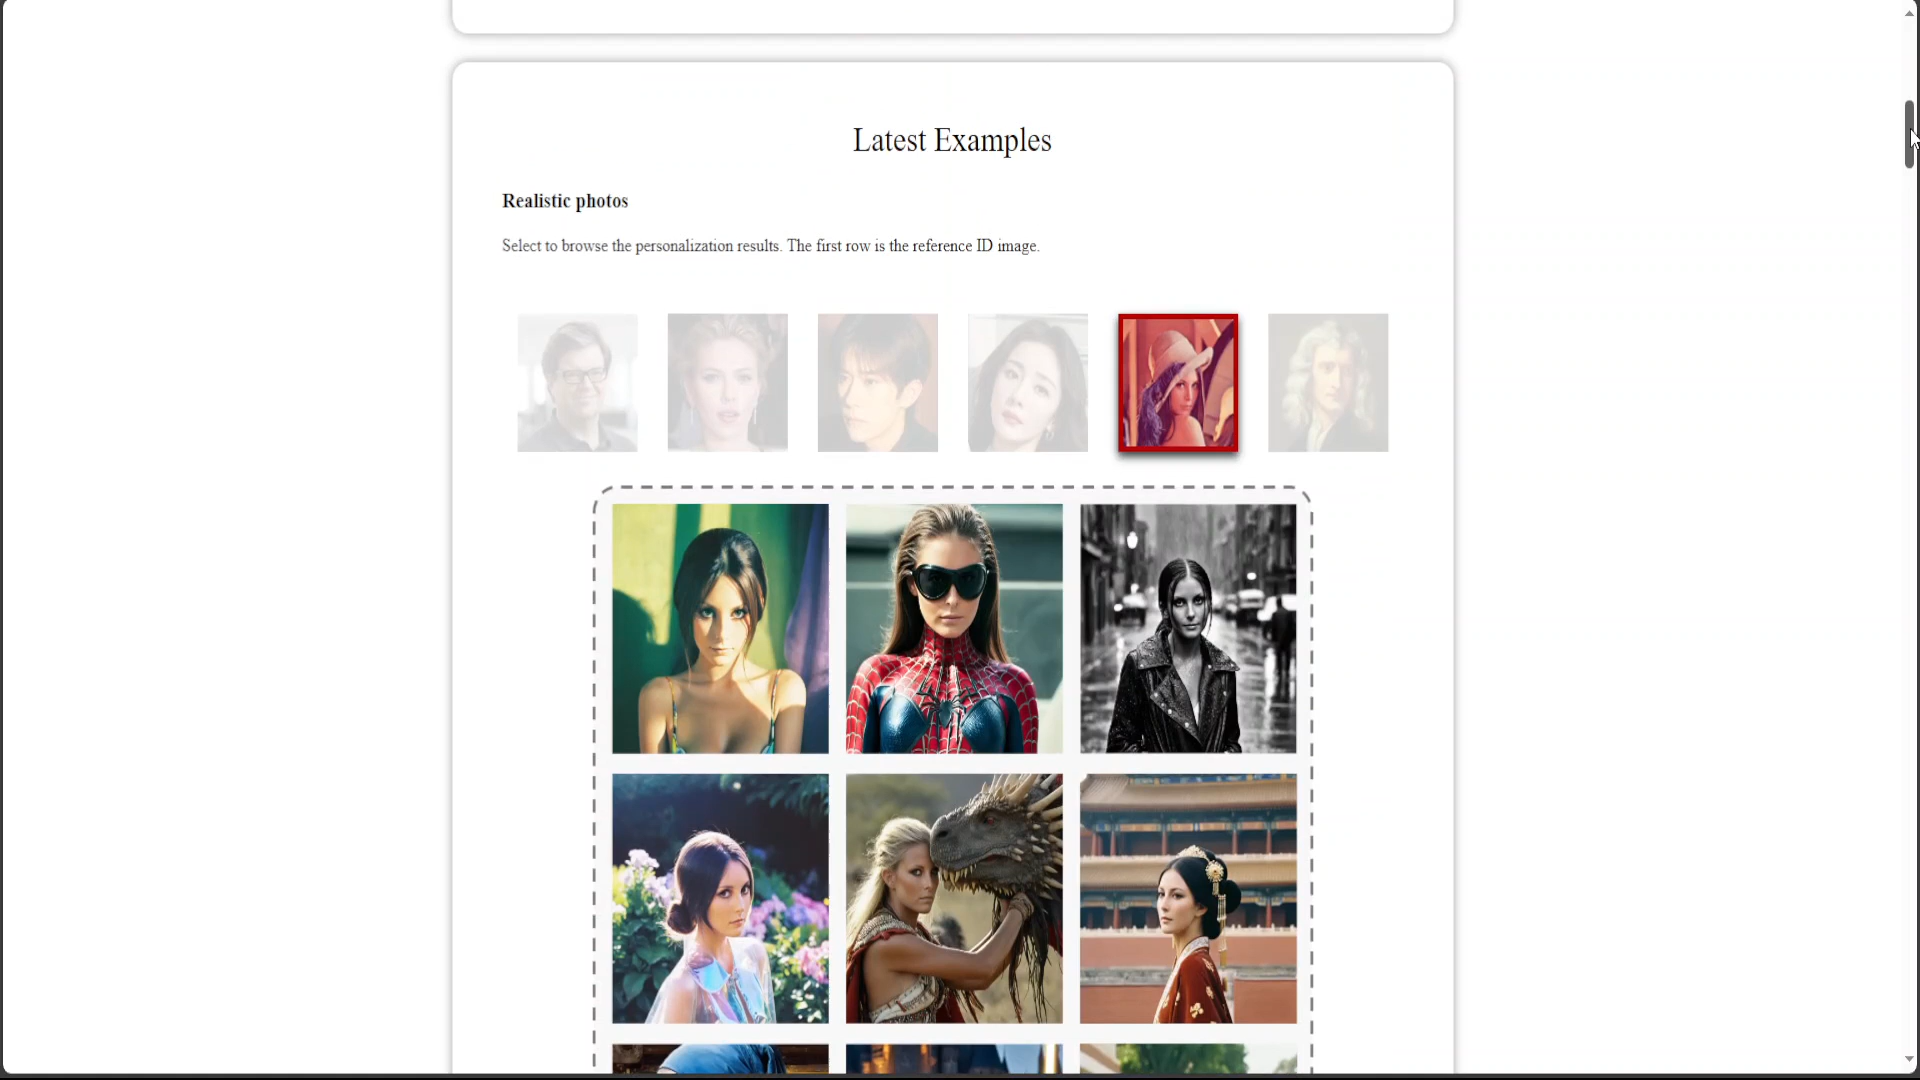 Latest Examples
Realistic photos
Select to browse the personalization results. The first row is the reference ID image.